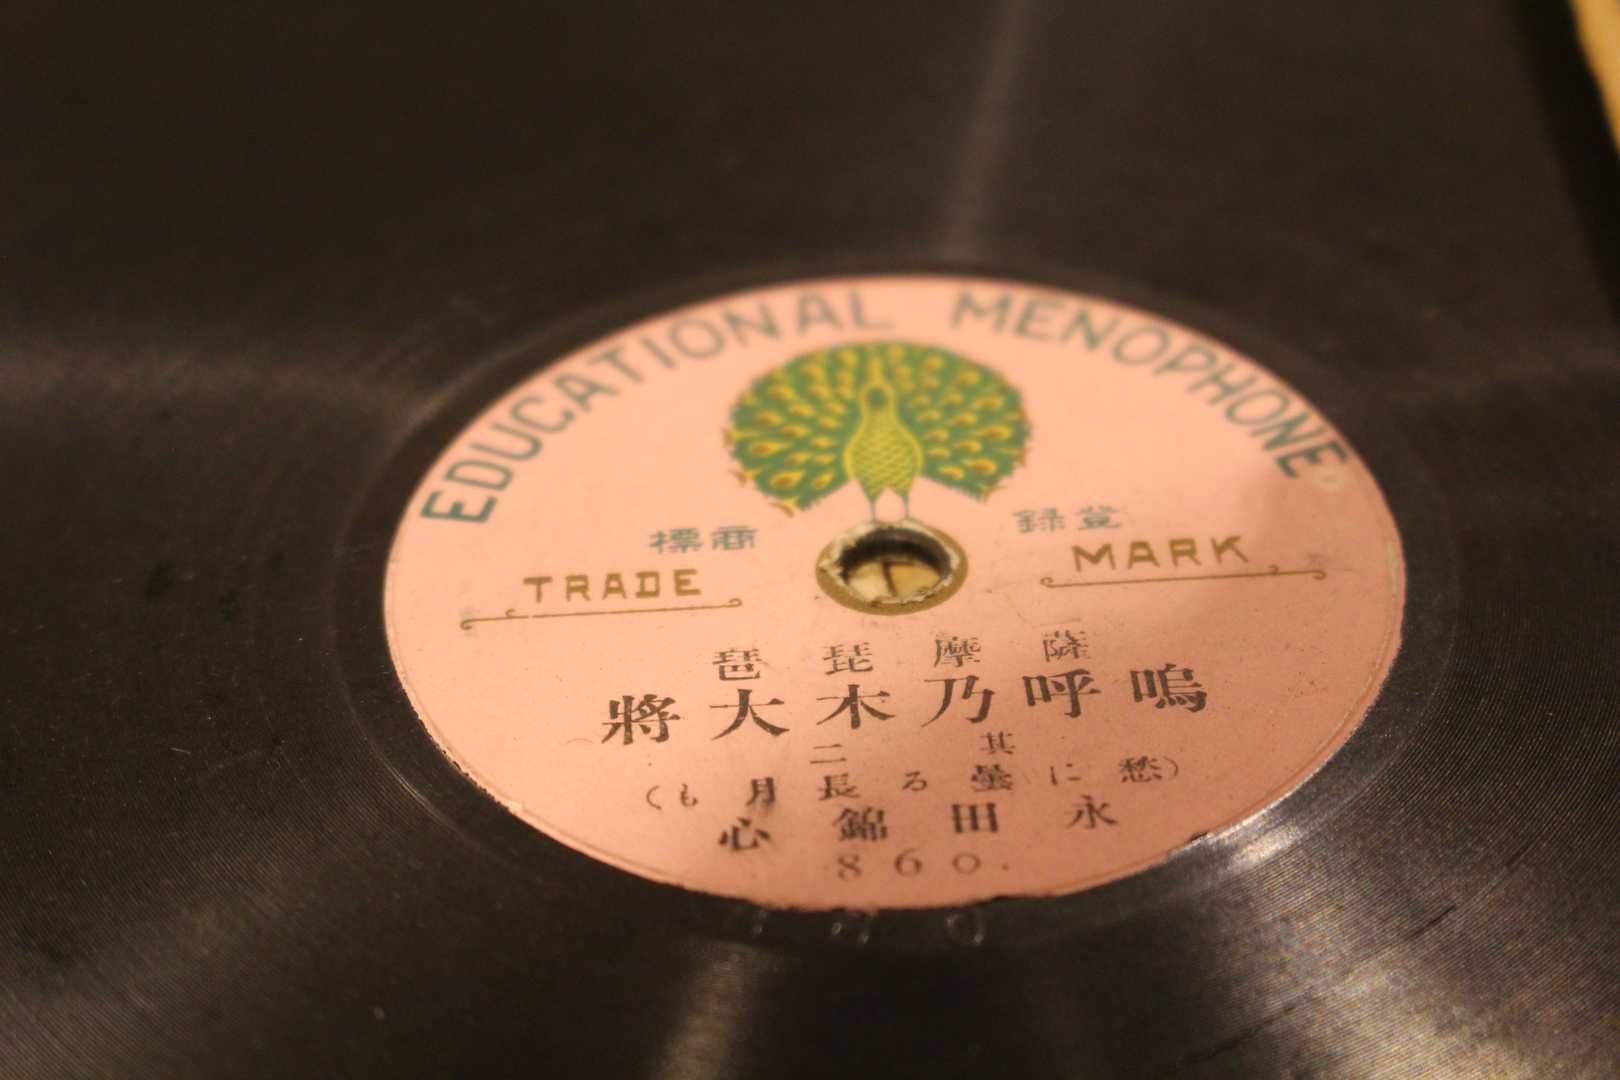 EDUCATIONAL MENOPHONE
登録商標
TRADE MARK
薩摩琵琶
嗚呼乃木大將
其二
（愁に曇る長月も）
永田錦心
860.